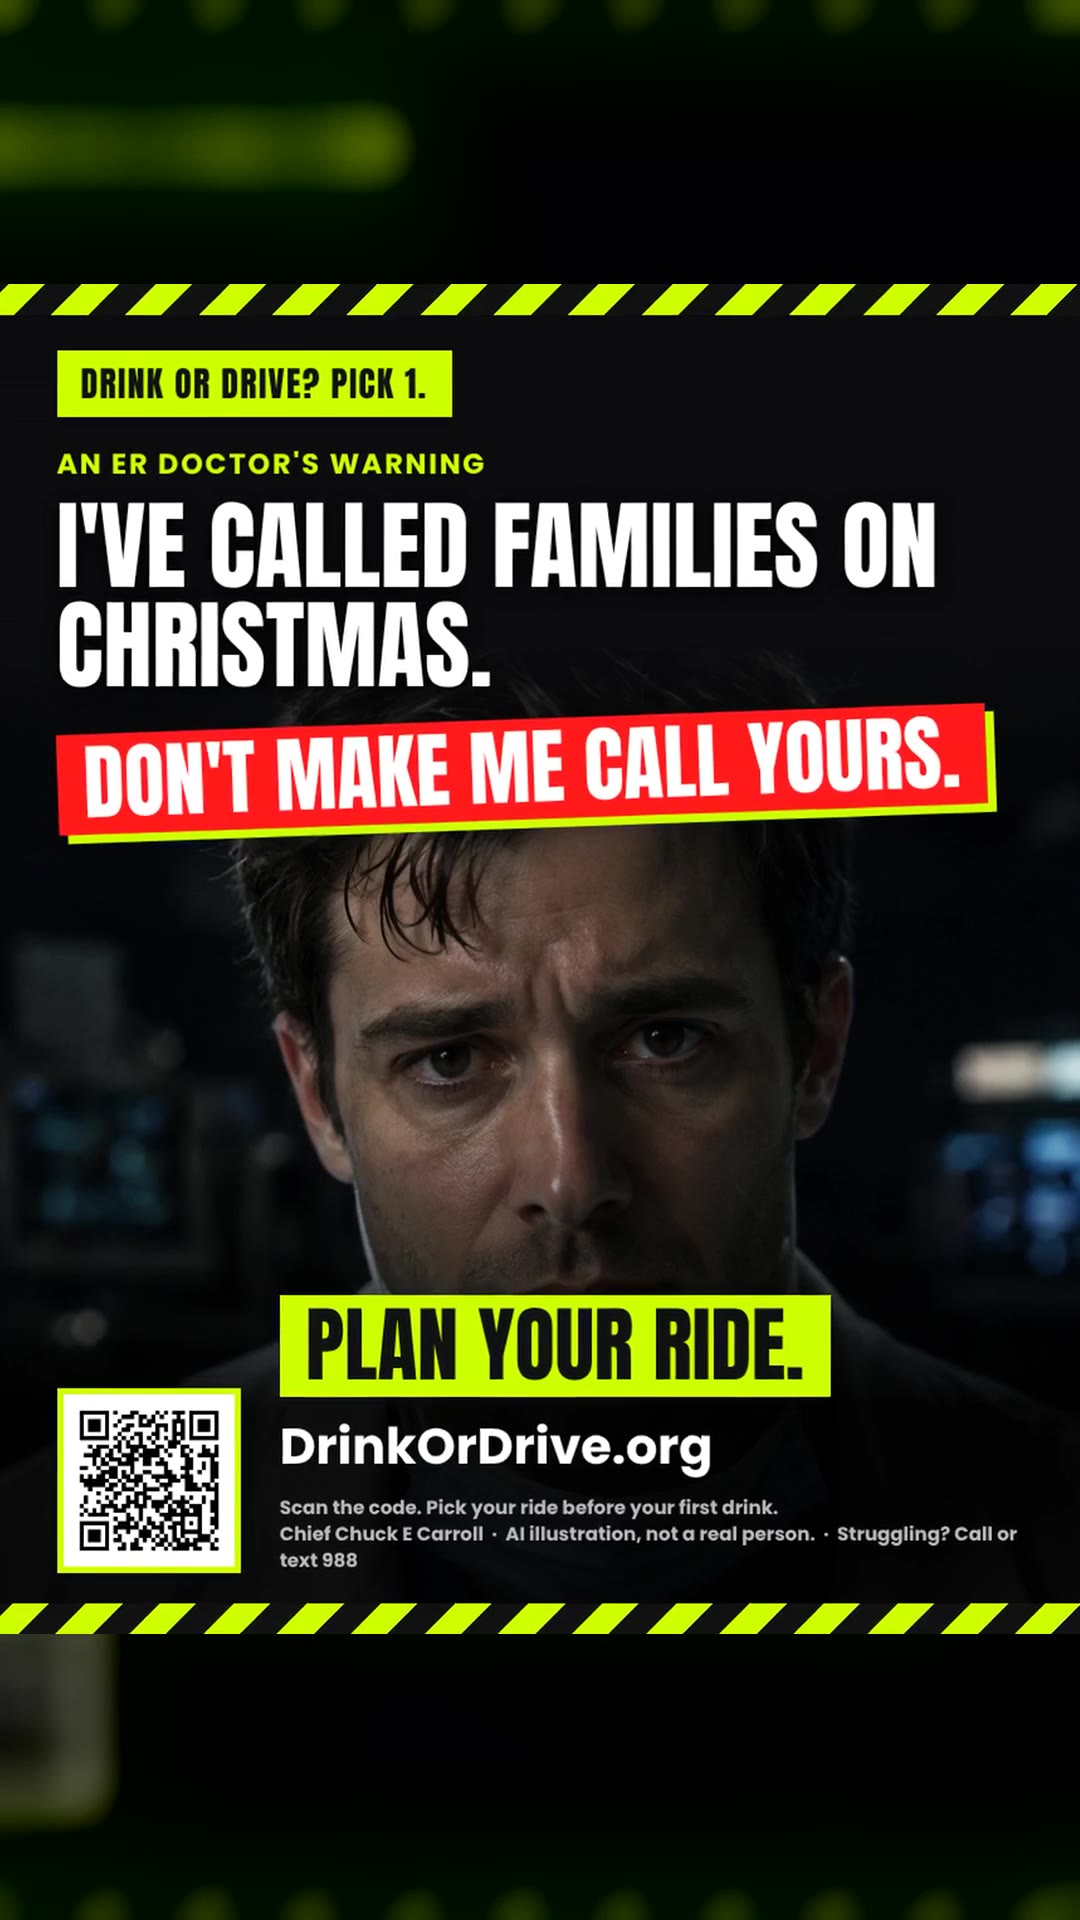 DRINK OR DRIVE? PICK 1.
AN ER DOCTOR'S WARNING
I'VE CALLED FAMILIES ON
CHRISTMAS.
DON'T MAKE ME CALL YOURS.
PLAN YOUR RIDE.
DrinkOrDrive.org
Scan the code. Pick your ride before your first drink.
Chief Chuck E Carroll · AI illustration, not a real person. · Struggling? Call or
text 988